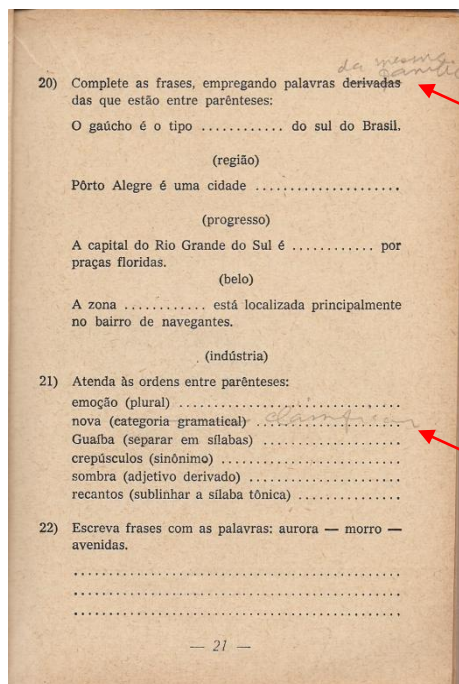 da mesma
família
20) Complete as frases, empregando palavras derivadas
das que estão entre parênteses:
O gaúcho é o tipo ............ do sul do Brasil.
(região)
Pôrto Alegre é uma cidade .....................
(progresso)
A capital do Rio Grande do Sul é ............ por
praças floridas.
(belo)
A zona ............ está localizada principalmente
no bairro de navegantes.
(indústria)
21) Atenda às ordens entre parênteses:
emoção (plural) ................................
nova (categoria gramatical) ..................... classificar
Guaíba (separar em sílabas) ....................
crepúsculos (sinônimo) ..........................
sombra (adjetivo derivado) ......................
recantos (sublinhar a sílaba tônica) ...............
22) Escreva frases com as palavras: aurora — morro —
avenidas.
................................................
................................................
................................................
— 21 —